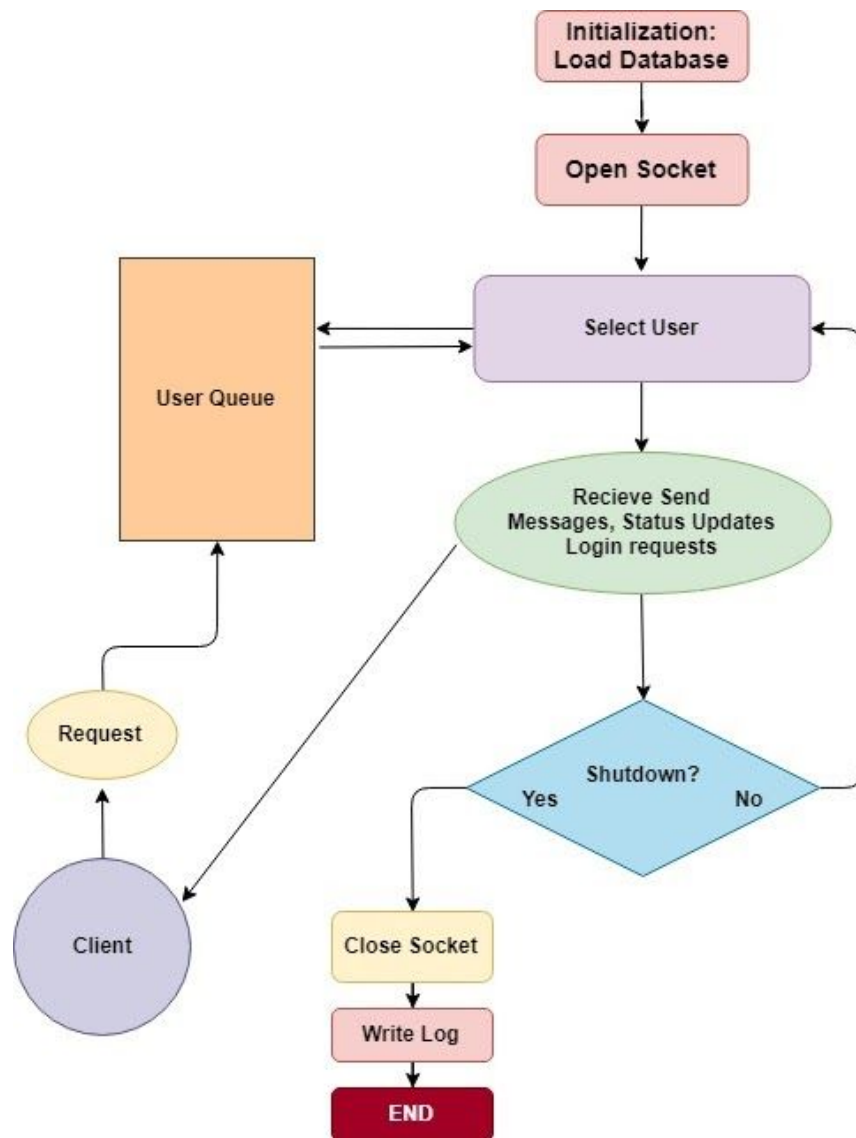 Initialization:
Load Database
Open Socket
Select User
User Queue
Recieve Send
Messages, Status Updates
Login requests
Request
Shutdown?
Yes
No
Client
Close Socket
Write Log
END